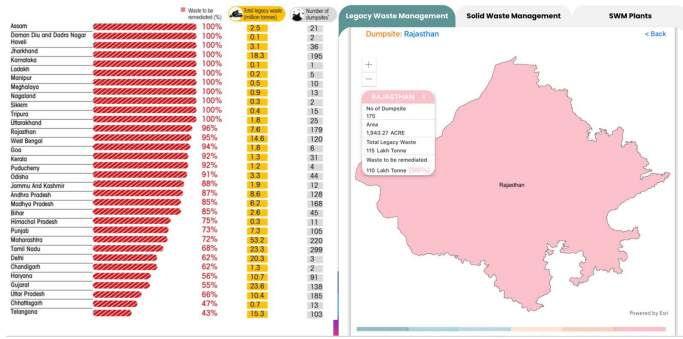 Waste to be remediated (%) Total legacy waste (million tonnes) Number of dumpsites
Assam 100% 2.5 21
Daman Diu and Dadra Nagar Haveli 100% 0.1 2
Jharkhand 100% 3.1 36
Karnataka 100% 18.3 195
Ladakh 100% 0.1 1
Manipur 100% 0.2 5
Meghalaya 100% 0.5 10
Nagaland 100% 0.9 13
Sikkim 100% 0.3 2
Tripura 100% 0.4 15
Uttarakhand 100% 1.8 25
Rajasthan 96% 7.6 179
West Bengal 95% 14.6 120
Goa 94% 1.8 6
Kerala 92% 1.3 31
Puducherry 92% 1.2 4
Odisha 91% 3.3 44
Jammu And Kashmir 88% 1.9 12
Andhra Pradesh 87% 8.6 128
Madhya Pradesh 85% 6.2 168
Bihar 85% 2.6 45
Himachal Pradesh 75% 0.3 11
Punjab 73% 7.3 105
Maharashtra 72% 53.2 220
Tamil Nadu 68% 23.3 299
Delhi 62% 20.3 3
Chandigarh 62% 1.3 2
Haryana 56% 10.7 91
Gujarat 55% 23.6 138
Uttar Pradesh 66% 10.4 185
Chhattisgarh 47% 0.7 13
Telangana 43% 15.3 103
Legacy Waste Management Solid Waste Management SWM Plants
Dumpsite: Rajasthan < Back
+
−
RAJASTHAN x
No of Dumpsite
175
Area
1,943.27 ACRE
Total Legacy Waste
115 Lakh Tonne
Waste to be remediated
110 Lakh Tonne (96%)
Rajasthan
Powered by Esri